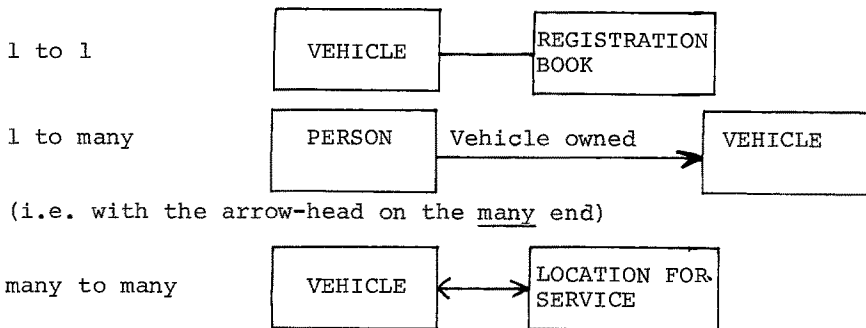 1 to 1 VEHICLE REGISTRATION
BOOK
1 to many PERSON Vehicle owned VEHICLE
(i.e. with the arrow-head on the many end)
many to many VEHICLE LOCATION FOR
SERVICE